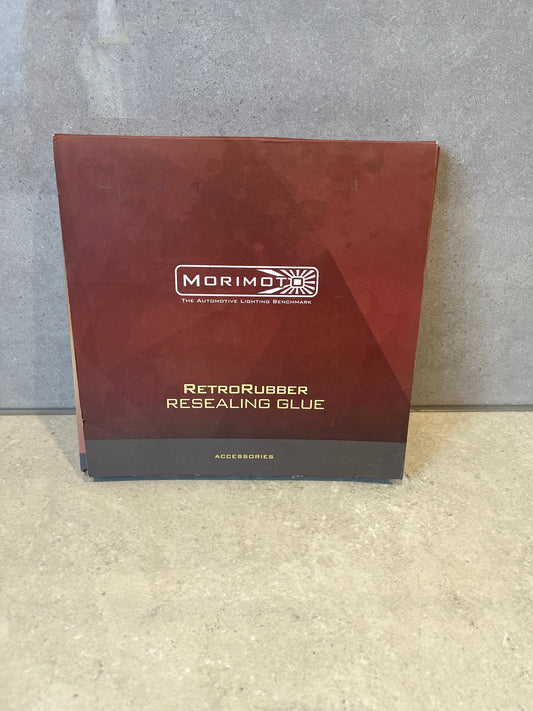 MORIMOTO
THE AUTOMOTIVE LIGHTING BENCHMARK
RETRORUBBER
RESEALING GLUE
ACCESSORIES